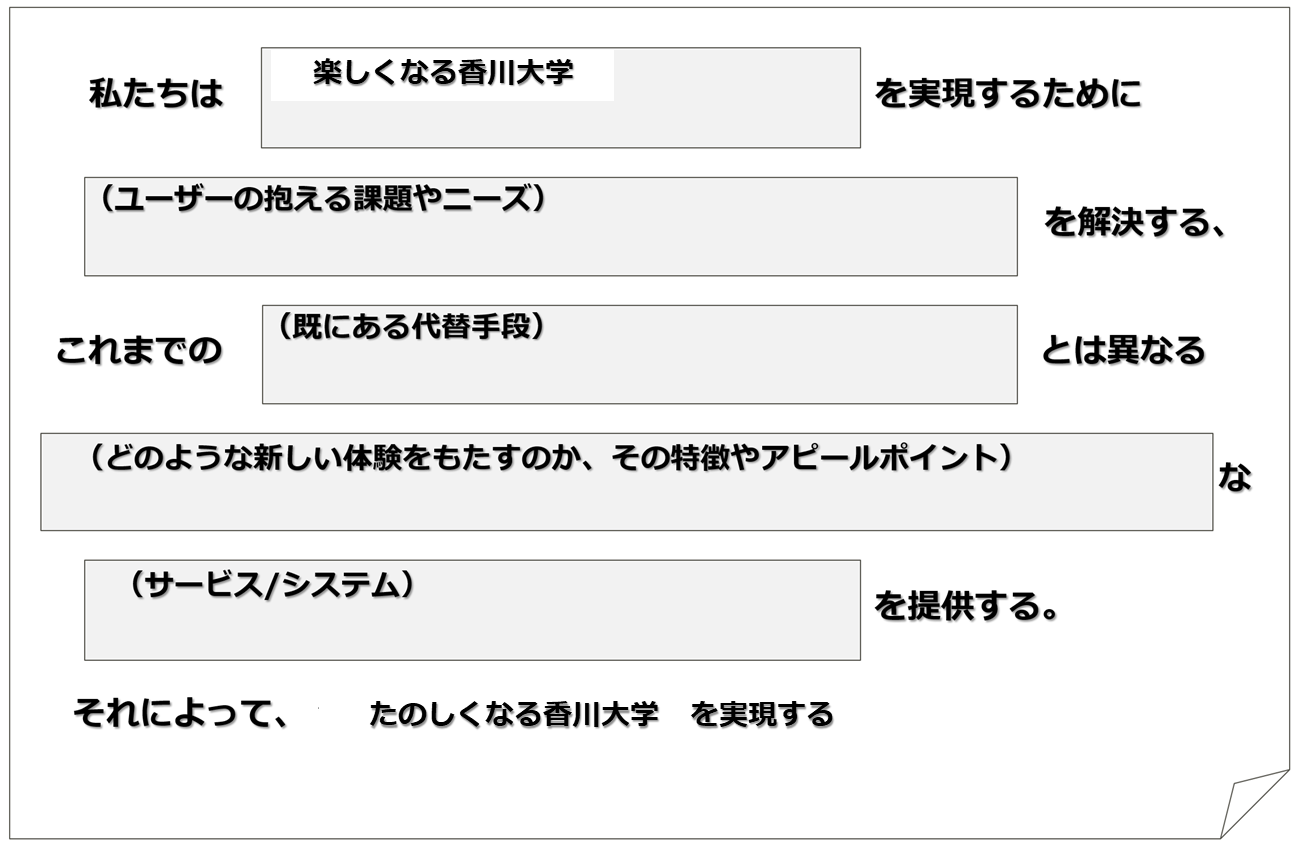 私たちは 楽しくなる香川大学 を実現するために
（ユーザーの抱える課題やニーズ） を解決する、
これまでの （既にある代替手段） とは異なる
（どのような新しい体験をもたすのか、その特徴やアピールポイント） な
（サービス/システム） を提供する。
それによって、 たのしくなる香川大学 を実現する